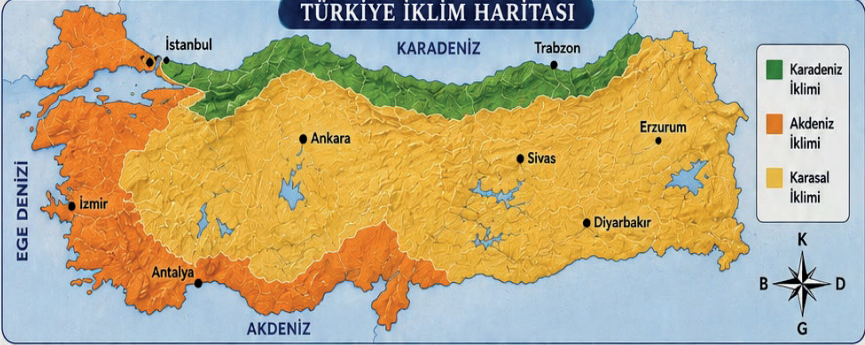 TÜRKİYE İKLİM HARİTASI
İstanbul
KARADENİZ
Trabzon
Karadeniz
İklimi
Akdeniz
İklimi
Karasal
İklimi
Ankara
Erzurum
Sivas
EGE DENİZİ
İzmir
Diyarbakır
Antalya
AKDENİZ
K
B
D
G